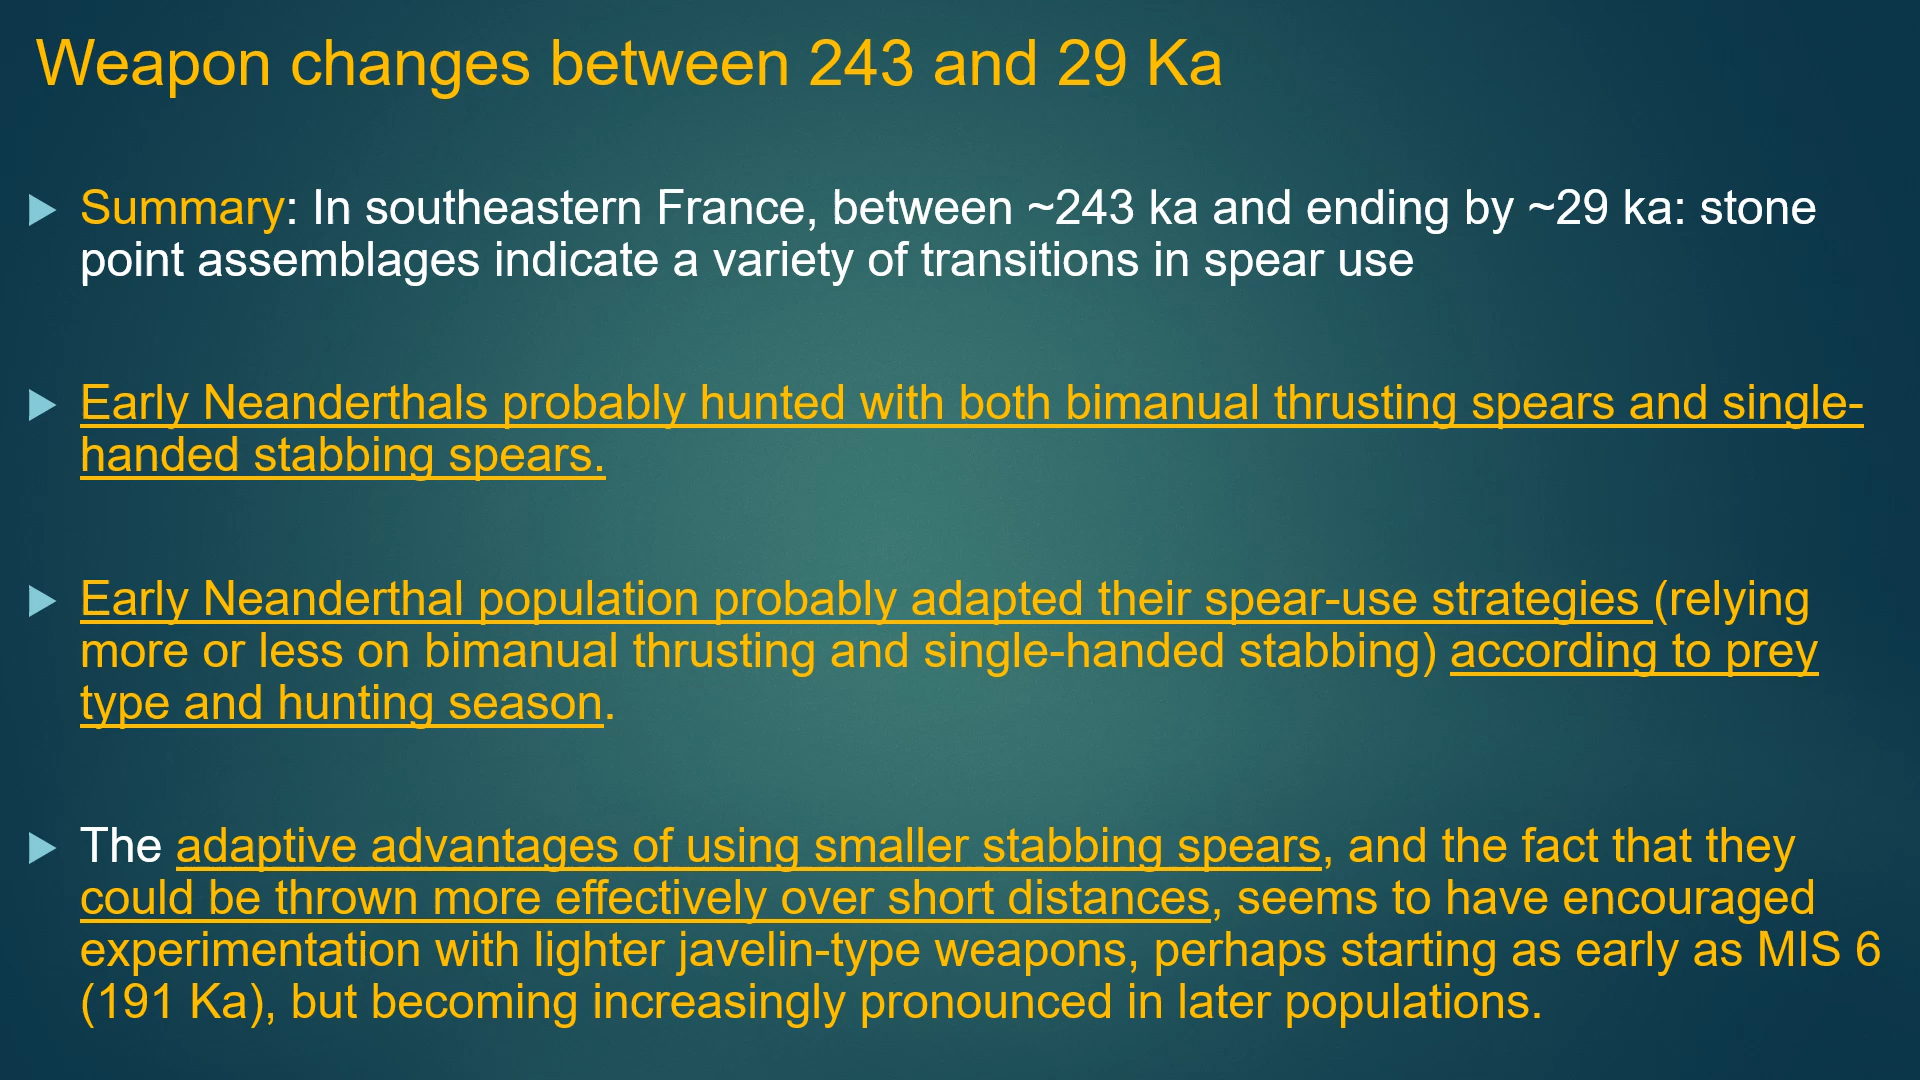 Weapon changes between 243 and 29 Ka
Summary: In southeastern France, between ~243 ka and ending by ~29 ka: stone
point assemblages indicate a variety of transitions in spear use
Early Neanderthals probably hunted with both bimanual thrusting spears and single-
handed stabbing spears.
Early Neanderthal population probably adapted their spear-use strategies (relying
more or less on bimanual thrusting and single-handed stabbing) according to prey
type and hunting season.
The adaptive advantages of using smaller stabbing spears, and the fact that they
could be thrown more effectively over short distances, seems to have encouraged
experimentation with lighter javelin-type weapons, perhaps starting as early as MIS 6
(191 Ka), but becoming increasingly pronounced in later populations.